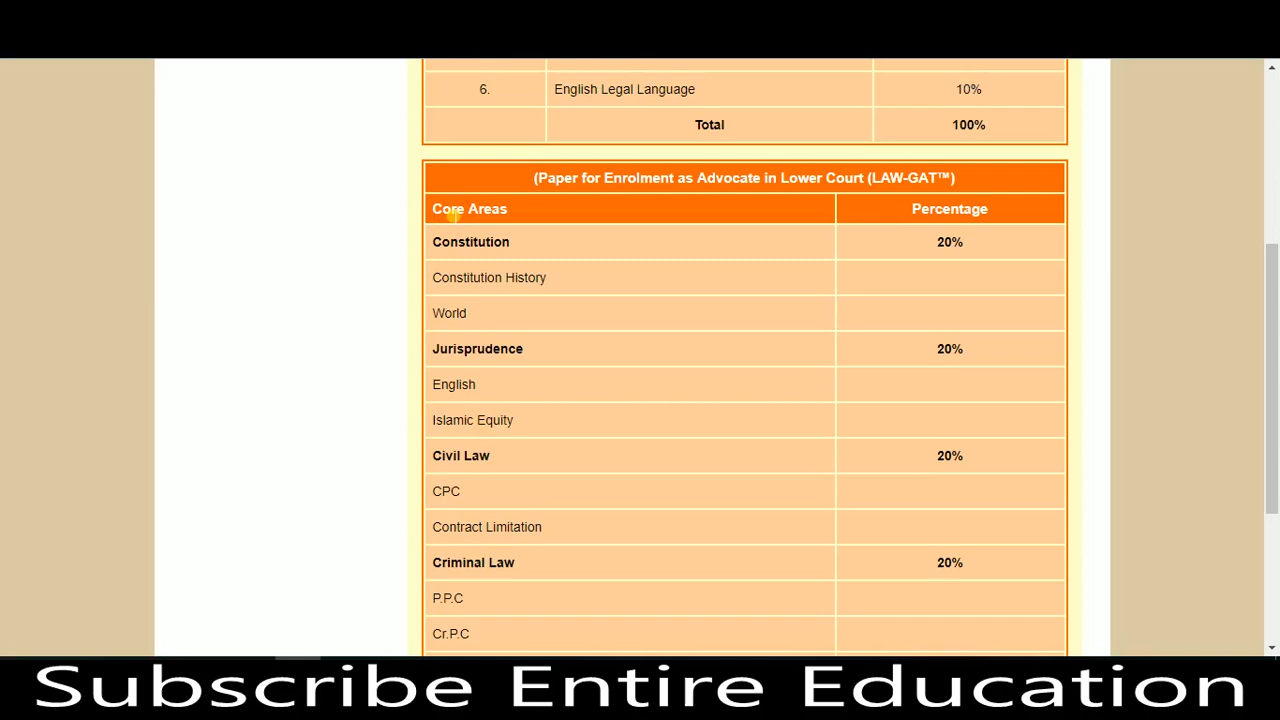 6. English Legal Language 10%
Total 100%
(Paper for Enrolment as Advocate in Lower Court (LAW-GAT™)
Core Areas Percentage
Constitution 20%
Constitution History
World
Jurisprudence 20%
English
Islamic Equity
Civil Law 20%
CPC
Contract Limitation
Criminal Law 20%
P.P.C
Cr.P.C
Subscribe Entire Education